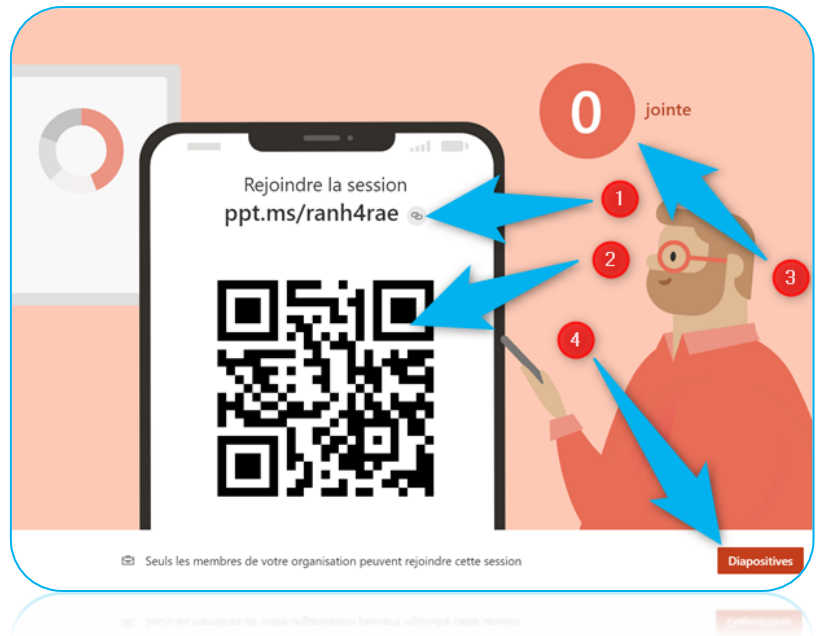 0 jointe
Rejoindre la session
ppt.ms/ranh4rae
1
2
3
4
Seuls les membres de votre organisation peuvent rejoindre cette session
Diapositives